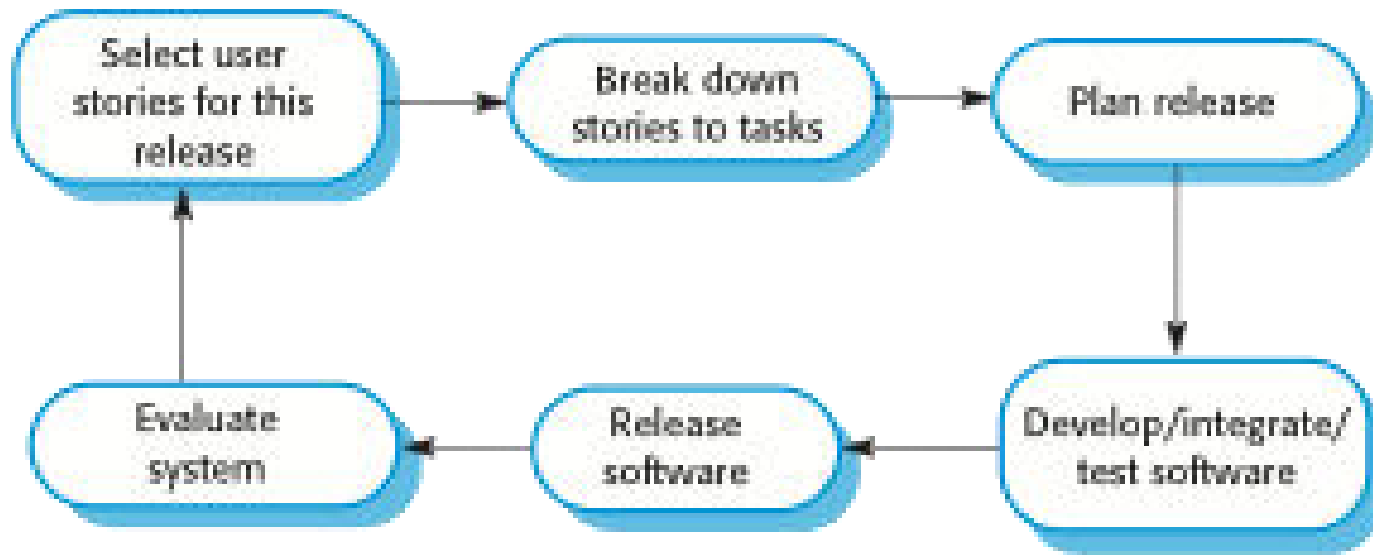 Select user
stories for this
release
Break down
stories to tasks
Plan release
Develop/integrate/
test software
Release
software
Evaluate
system